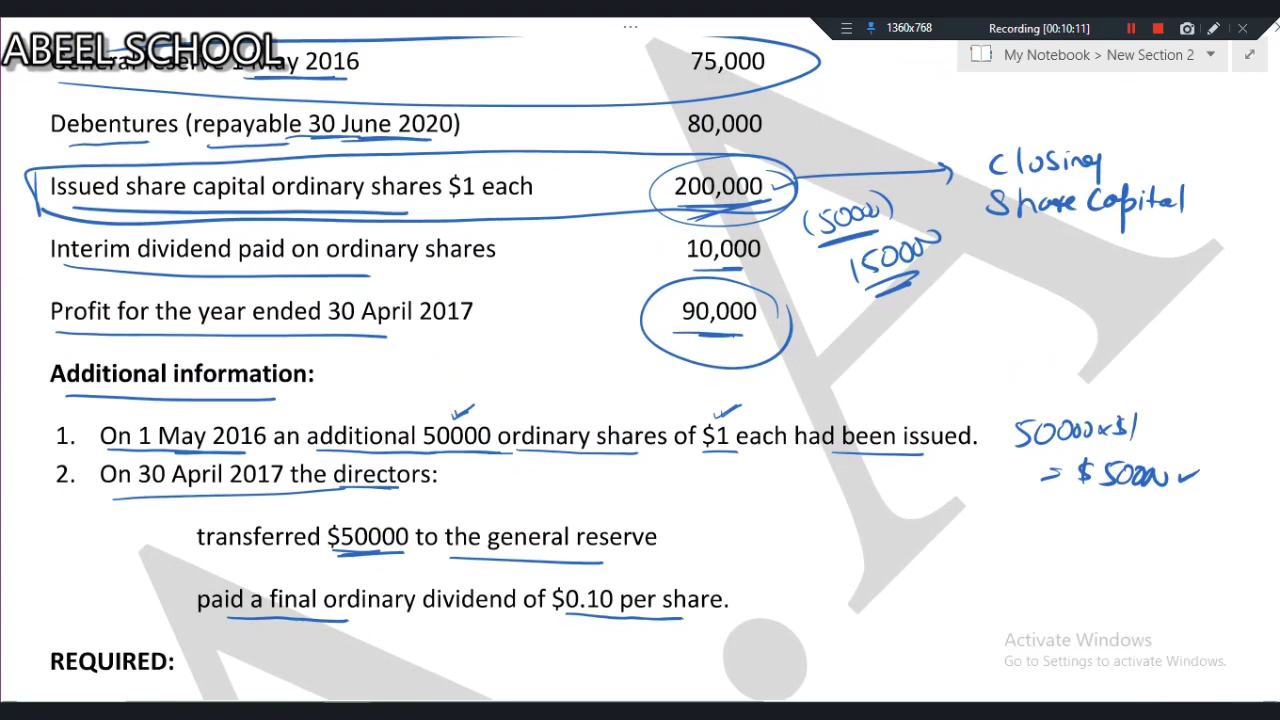 1360x768
Recording [00:10:11]
ABEEL SCHOOL
My Notebook > New Section 2
General reserve 1 May 2016 75,000
Debentures (repayable 30 June 2020) 80,000
Issued share capital ordinary shares $1 each 200,000
Closing
Share Capital
(50000)
150000
Interim dividend paid on ordinary shares 10,000
Profit for the year ended 30 April 2017 90,000
Additional information:
1. On 1 May 2016 an additional 50000 ordinary shares of $1 each had been issued.
50000x$1
= $50000
2. On 30 April 2017 the directors:
transferred $50000 to the general reserve
paid a final ordinary dividend of $0.10 per share.
Activate Windows
Go to Settings to activate Windows.
REQUIRED: